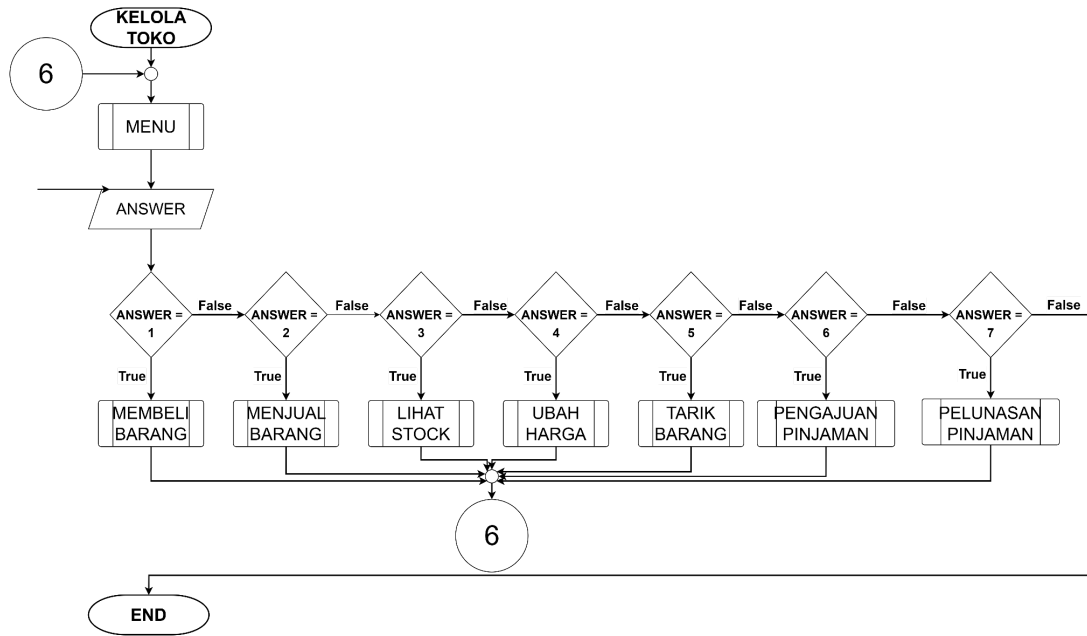 KELOLA
TOKO
6
MENU
ANSWER
ANSWER =
1
False
ANSWER =
2
False
ANSWER =
3
False
ANSWER =
4
False
ANSWER =
5
False
ANSWER =
6
False
ANSWER =
7
False
True
True
True
True
True
True
True
MEMBELI
BARANG
MENJUAL
BARANG
LIHAT
STOCK
UBAH
HARGA
TARIK
BARANG
PENGAJUAN
PINJAMAN
PELUNASAN
PINJAMAN
6
END